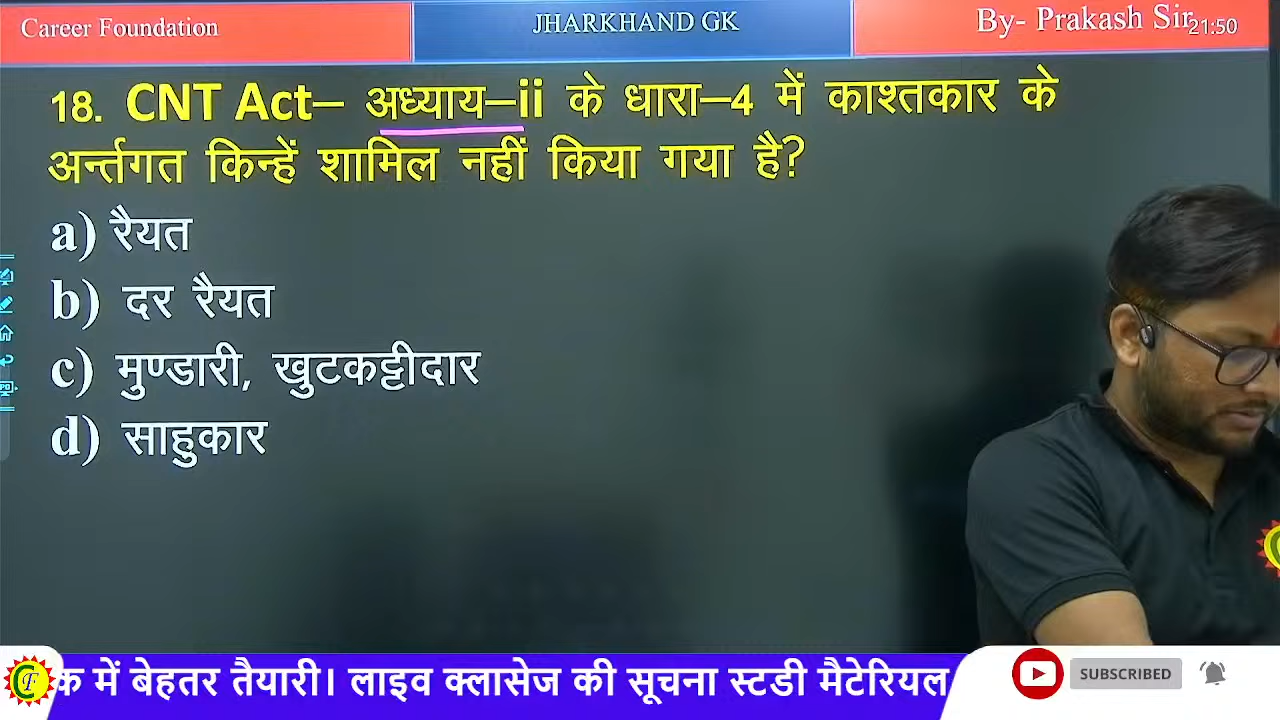 Career Foundation
JHARKHAND GK
By- Prakash Sir
21:50
18. CNT Act– अध्याय–ii के धारा–4 में काश्तकार के
अर्न्तगत किन्हें शामिल नहीं किया गया है?
a) रैयत
b) दर रैयत
c) मुण्डारी, खुटकट्टीदार
d) साहुकार
क में बेहतर तैयारी। लाइव क्लासेज की सूचना स्टडी मैटेरियल
SUBSCRIBED